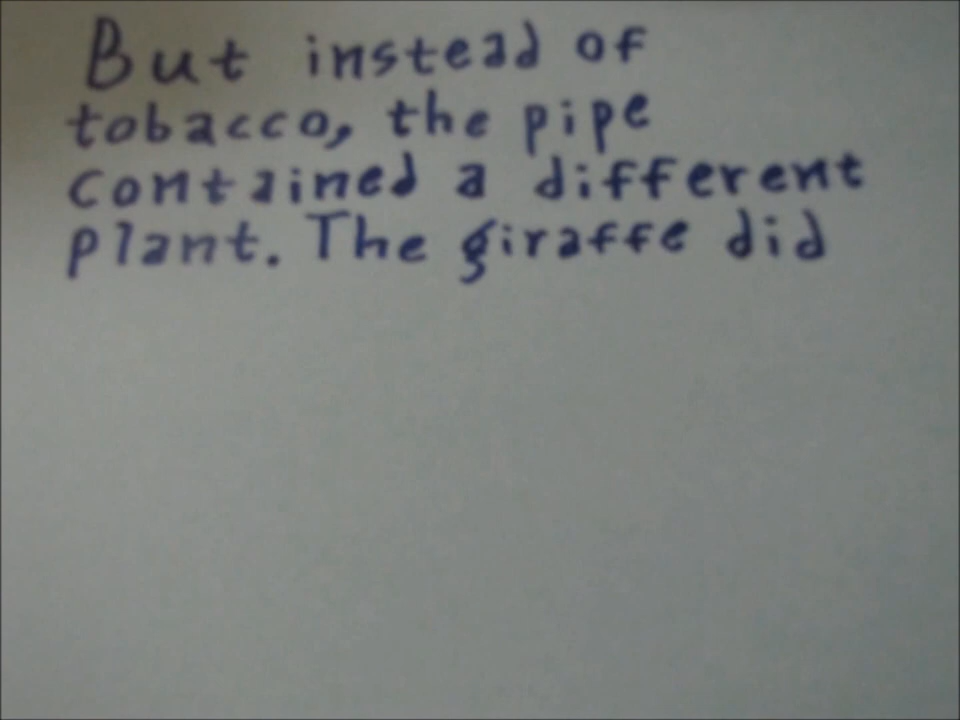 But instead of
tobacco, the pipe
contained a different
plant. The giraffe did